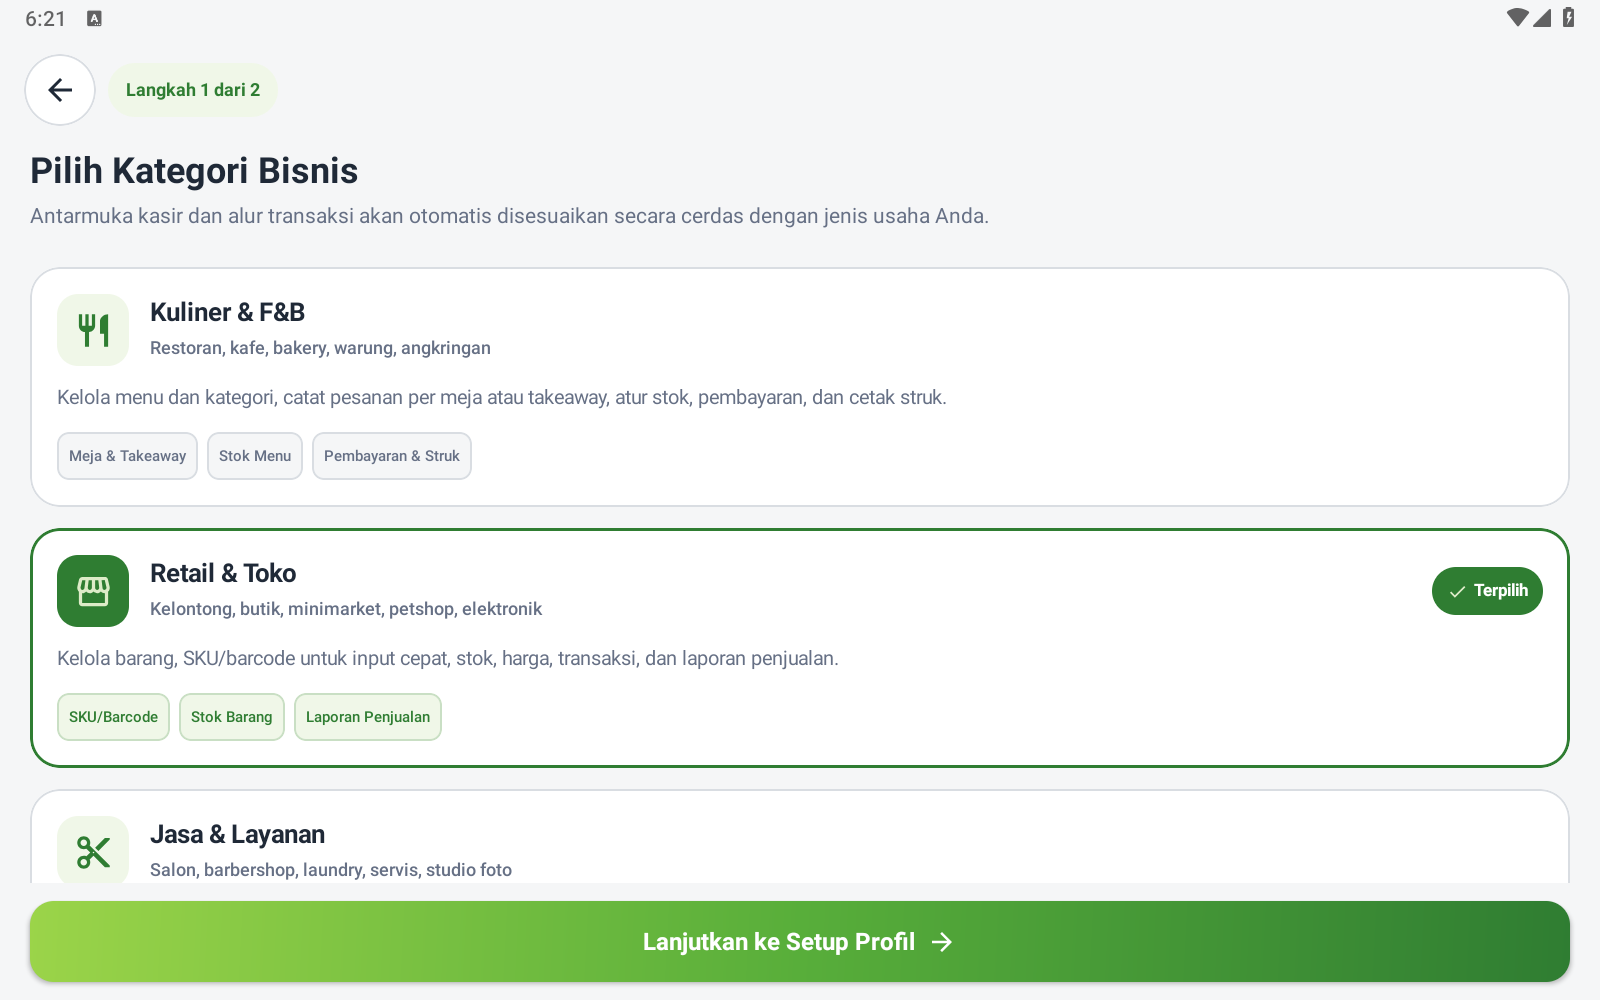 6:21
Langkah 1 dari 2
Pilih Kategori Bisnis
Antarmuka kasir dan alur transaksi akan otomatis disesuaikan secara cerdas dengan jenis usaha Anda.
Kuliner & F&B
Restoran, kafe, bakery, warung, angkringan
Kelola menu dan kategori, catat pesanan per meja atau takeaway, atur stok, pembayaran, dan cetak struk.
Meja & Takeaway
Stok Menu
Pembayaran & Struk
Retail & Toko
Kelontong, butik, minimarket, petshop, elektronik
Terpilih
Kelola barang, SKU/barcode untuk input cepat, stok, harga, transaksi, dan laporan penjualan.
SKU/Barcode
Stok Barang
Laporan Penjualan
Jasa & Layanan
Salon, barbershop, laundry, servis, studio foto
Lanjutkan ke Setup Profil